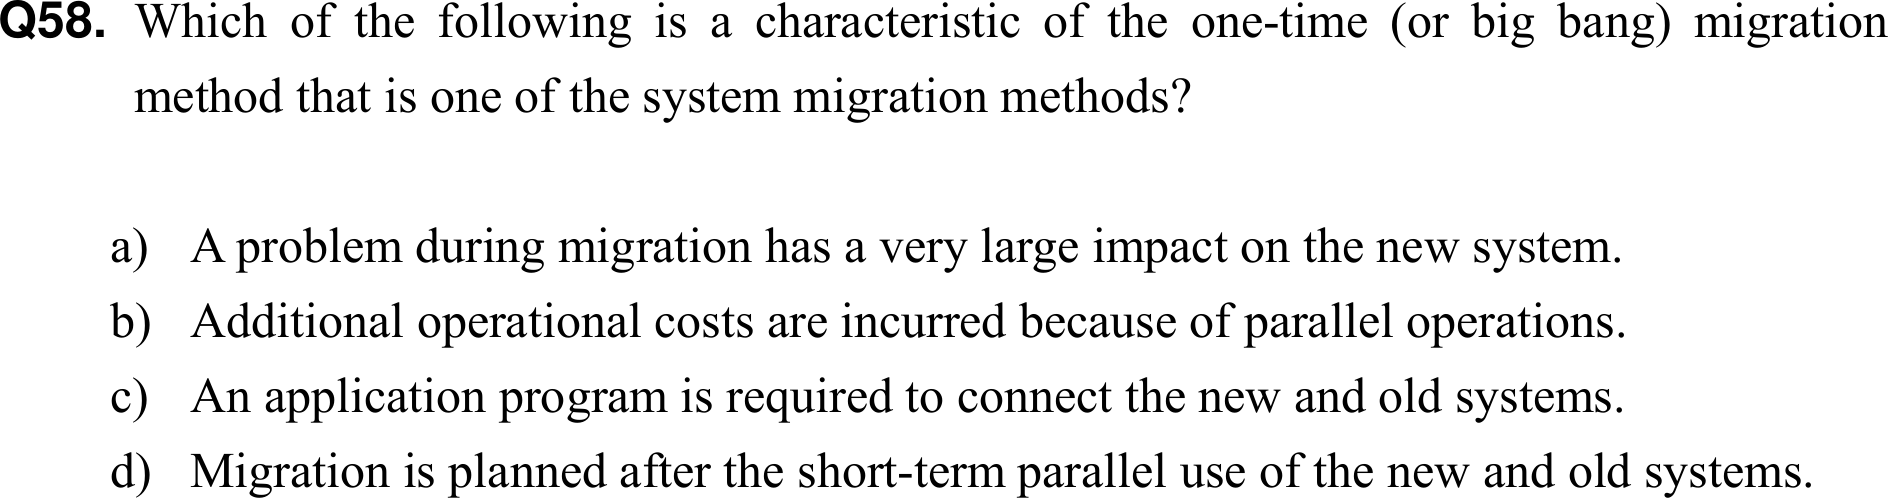 Q58. Which of the following is a characteristic of the one-time (or big bang) migration
method that is one of the system migration methods?
a) A problem during migration has a very large impact on the new system.
b) Additional operational costs are incurred because of parallel operations.
c) An application program is required to connect the new and old systems.
d) Migration is planned after the short-term parallel use of the new and old systems.